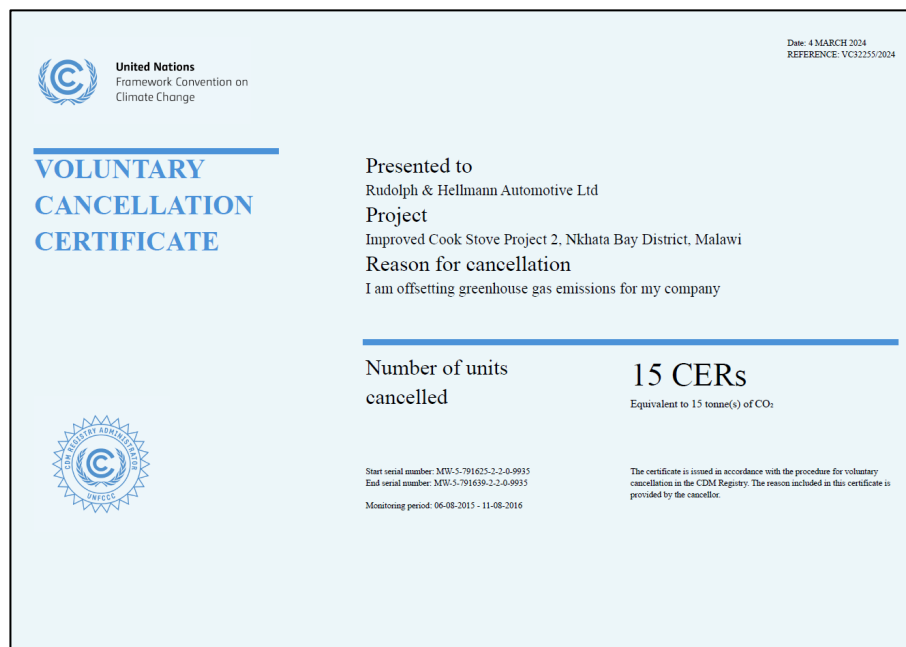 Date: 4 MARCH 2024
REFERENCE: VC32255/2024
United Nations
Framework Convention on
Climate Change
VOLUNTARY
CANCELLATION
CERTIFICATE
Presented to
Rudolph & Hellmann Automotive Ltd
Project
Improved Cook Stove Project 2, Nkhata Bay District, Malawi
Reason for cancellation
I am offsetting greenhouse gas emissions for my company
Number of units
cancelled
15 CERs
Equivalent to 15 tonne(s) of CO₂
CDM REGISTRY ADMINISTRATOR
UNFCCC
Start serial number: MW-5-791625-2-2-0-9935
End serial number: MW-5-791639-2-2-0-9935
Monitoring period: 06-08-2015 - 11-08-2016
The certificate is issued in accordance with the procedure for voluntary
cancellation in the CDM Registry. The reason included in this certificate is
provided by the cancellor.